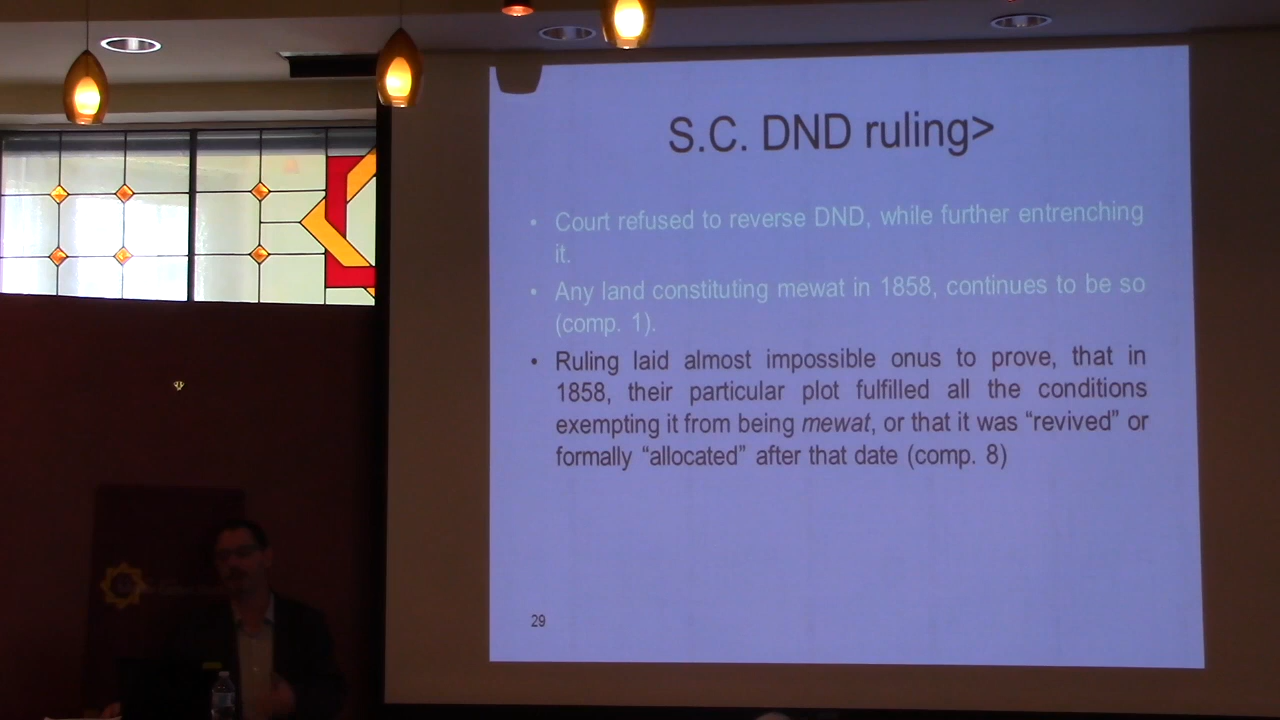 S.C. DND ruling>
• Court refused to reverse DND, while further entrenching
it.
• Any land constituting mewat in 1858, continues to be so
(comp. 1).
• Ruling laid almost impossible onus to prove, that in
1858, their particular plot fulfilled all the conditions
exempting it from being mewat, or that it was “revived” or
formally “allocated” after that date (comp. 8)
29